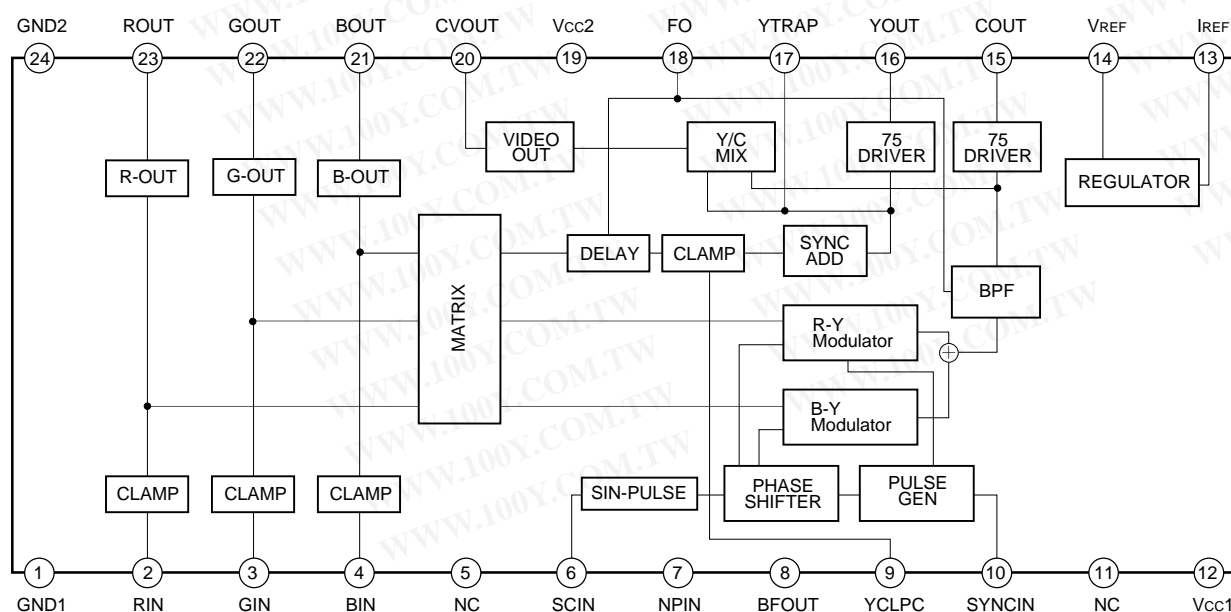 GND2 ROUT GOUT BOUT CVOUT VCC2 FO YTRAP YOUT COUT VREF IREF
24 23 22 21 20 19 18 17 16 15 14 13
VIDEO OUT
Y/C MIX
75 DRIVER
75 DRIVER
R-OUT
G-OUT
B-OUT
REGULATOR
MATRIX
DELAY
CLAMP
SYNC ADD
BPF
R-Y Modulator
B-Y Modulator
CLAMP
CLAMP
CLAMP
SIN-PULSE
PHASE SHIFTER
PULSE GEN
1 2 3 4 5 6 7 8 9 10 11 12
GND1 RIN GIN BIN NC SCIN NPIN BFOUT YCLPC SYNCIN NC VCC1
WWW.100Y.COM.TW